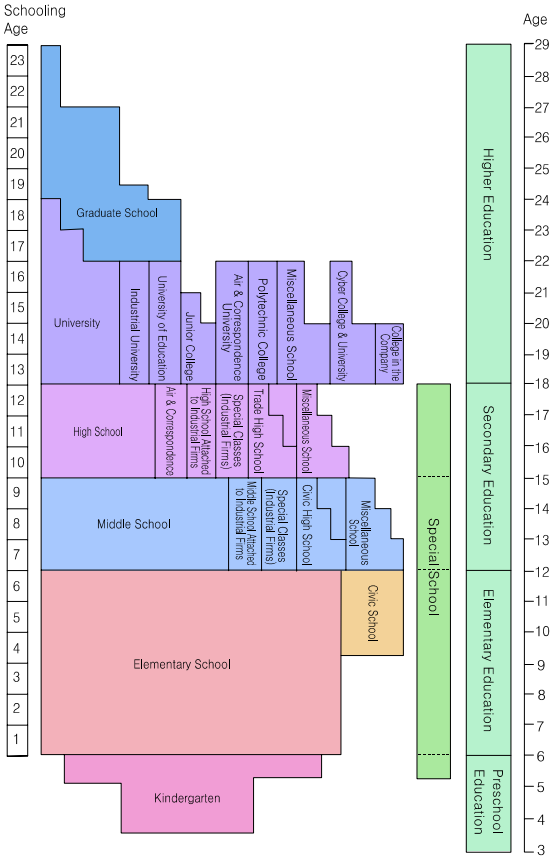 Schooling
Age
Age
23
22
21
20
19
18
17
16
15
14
13
12
11
10
9
8
7
6
5
4
3
2
1
Graduate School
University
Industrial University
University of Education
Junior College
Air & Correspondence
University
Polytechnic College
Miscellaneous School
Cyber College & University
College in the
Company
High School
Air & Correspondence
High School Attached
to Industrial Firms
Special Classes
(Industrial Firms)
Trade High School
Miscellaneous School
Middle School
Middle School Attached
to Industrial Firms
Special Classes
(Industrial Firms)
Civic High School
Miscellaneous
School
Elementary School
Civic School
Kindergarten
Special School
Higher Education
Secondary Education
Elementary Education
Preschool
Education
29
28
27
26
25
24
23
22
21
20
19
18
17
16
15
14
13
12
11
10
9
8
7
6
5
4
3